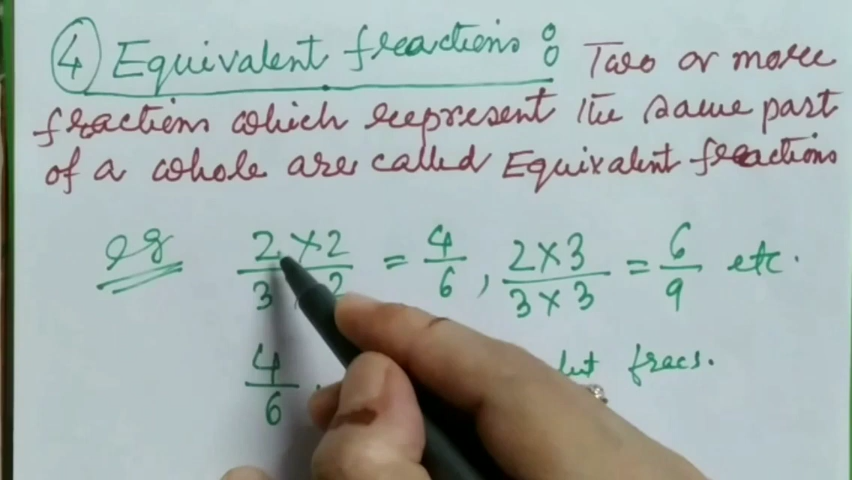 4 Equivalent fractions :
Two or more
fractions which represent the same part
of a whole are called Equivalent fractions
eg 2×2/3 2 = 4/6 , 2×3/3×3 = 6/9 etc.
4/6 fracs.